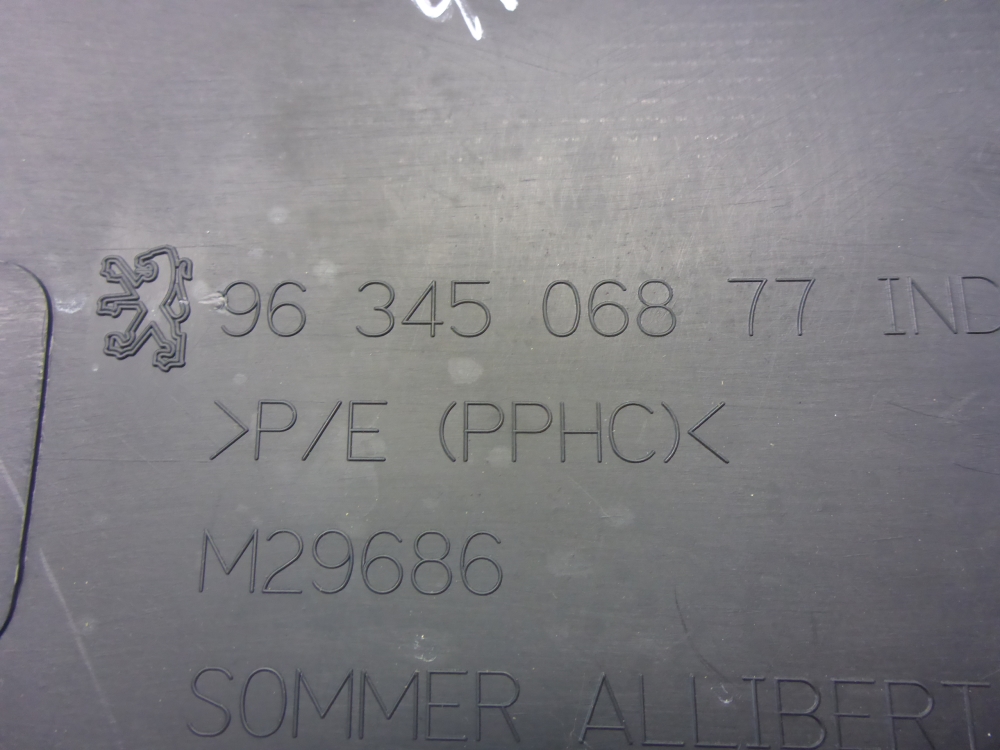 96 345 068 77 IND
>P/E (PPHC)<
M29686
SOMMER ALLIBERT